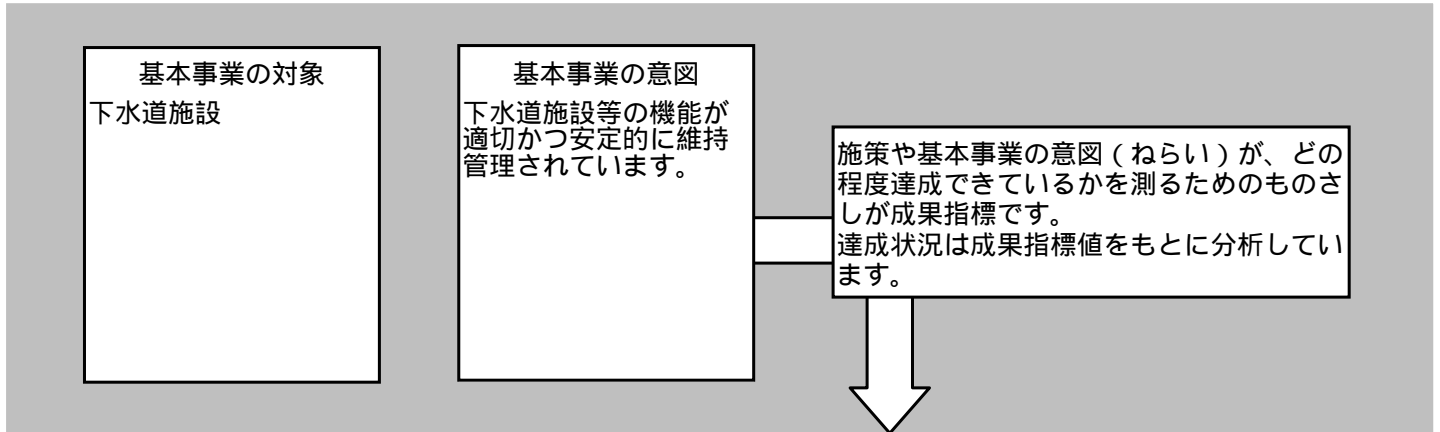 基本事業の対象
下水道施設
基本事業の意図
下水道施設等の機能が
適切かつ安定的に維持
管理されています。
施策や基本事業の意図(ねらい)が、どの
程度達成できているかを測るためのものさ
しが成果指標です。
達成状況は成果指標値をもとに分析してい
ます。